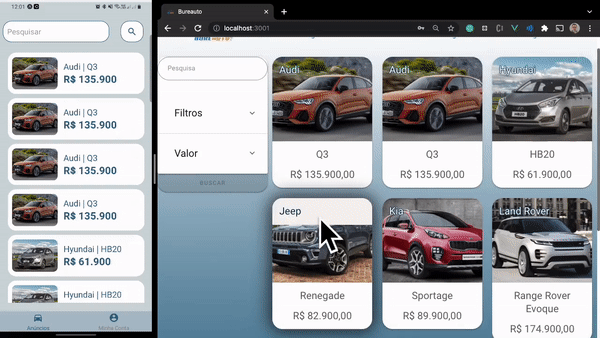 12:01
Pesquisar
Audi | Q3
R$ 135.900
Audi | Q3
R$ 135.900
Audi | Q3
R$ 135.900
Audi | Q3
R$ 135.900
Hyundai | HB20
R$ 61.900
Hyundai | HB20
Anúncios
Minha Conta
Bureauto
localhost:3001
Pesquisa
Filtros
Valor
BUSCAR
Audi
Q3
R$ 135.900,00
Audi
Q3
R$ 135.900,00
Hyundai
HB20
R$ 61.900,00
Jeep
Renegade
R$ 82.900,00
Kia
Sportage
R$ 89.900,00
Land Rover
Range Rover
Evoque
R$ 174.900,00